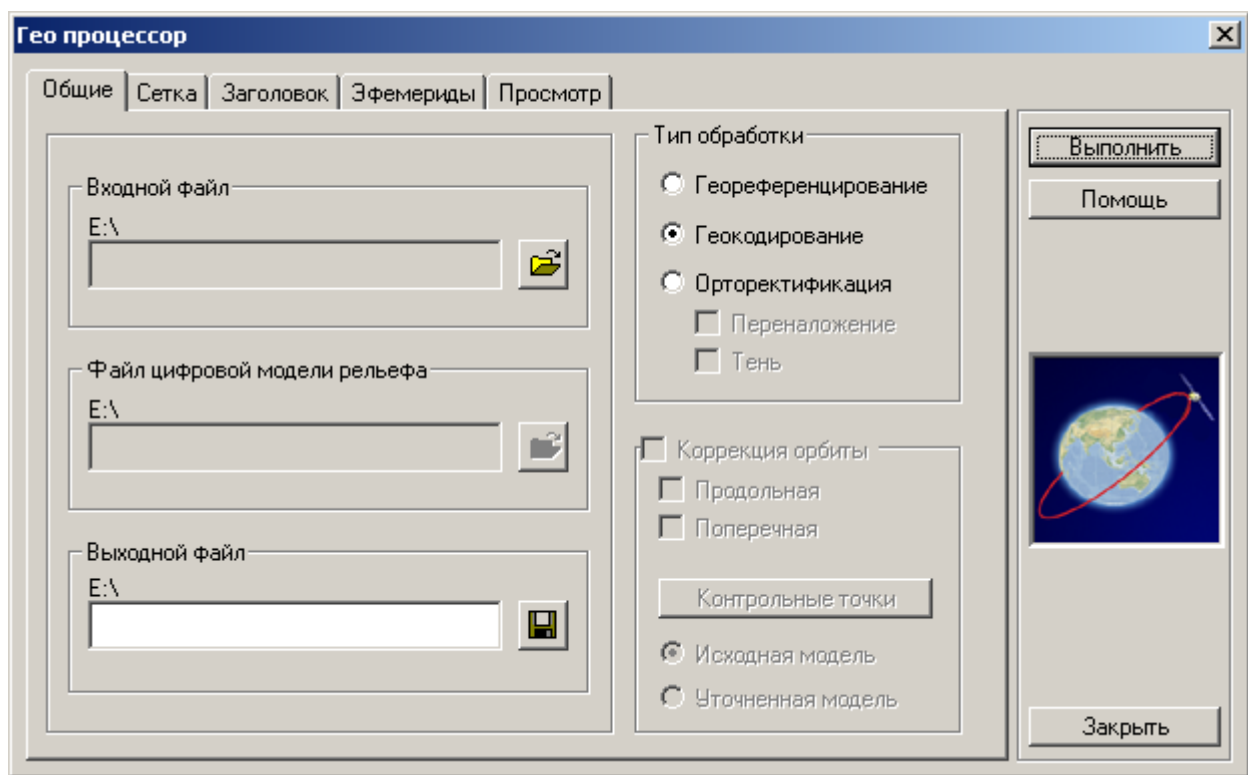 Гео процессор
Общие
Сетка
Заголовок
Эфемериды
Просмотр
Входной файл
E:\
Файл цифровой модели рельефа
E:\
Выходной файл
E:\
Тип обработки
Геореференцирование
Геокодирование
Орторектификация
Переналожение
Тень
Коррекция орбиты
Продольная
Поперечная
Контрольные точки
Исходная модель
Уточненная модель
Выполнить
Помощь
Закрыть